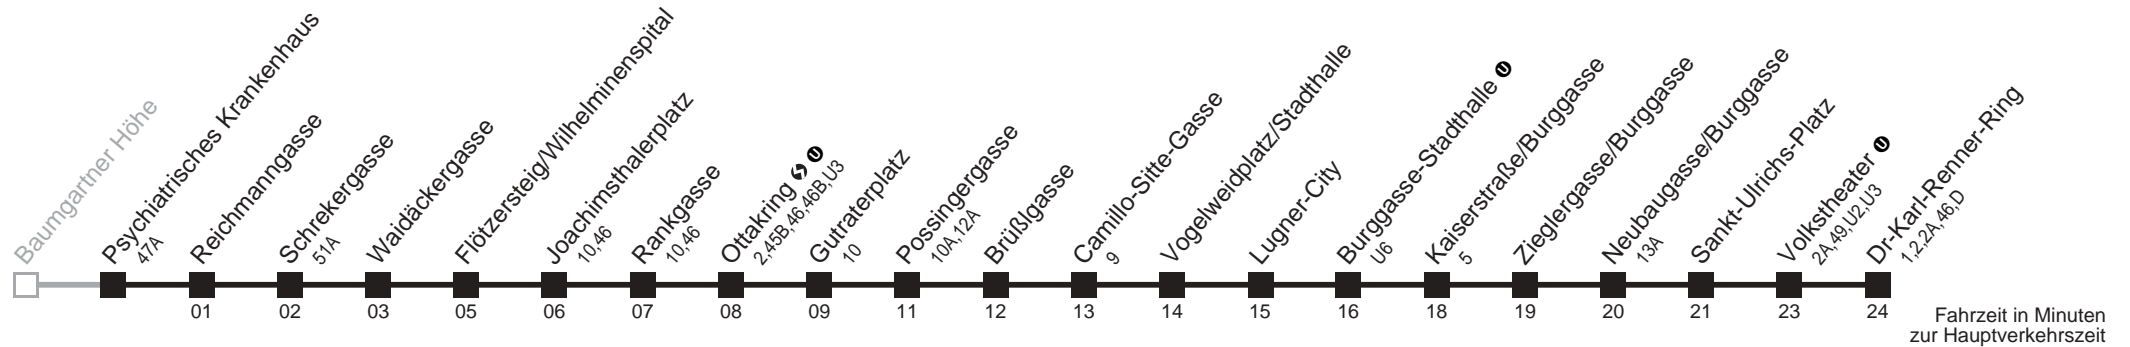 Baumgartner Höhe
Psychiatrisches Krankenhaus
47A
Reichmanngasse
01
Schrekergasse
51A
02
Waidäckergasse
03
Flötzersteig/Wilhelminenspital
05
Joachimsthalerplatz
10,46
06
Rankgasse
10,46
07
Ottakring S U
2,45B,46,46B,U3
08
Gutraterplatz
10
09
Possingergasse
10A,12A
11
Brüßlgasse
12
Camillo-Sitte-Gasse
9
13
Vogelweidplatz/Stadthalle
14
Lugner-City
15
Burggasse-Stadthalle U
U6
16
Kaiserstraße/Burggasse
5
18
Zieglergasse/Burggasse
19
Neubaugasse/Burggasse
13A
20
Sankt-Ulrichs-Platz
21
Volkstheater U
2A,49,U2,U3
23
Dr-Karl-Renner-Ring
1,2,2A,46,D
24
Fahrzeit in Minuten
zur Hauptverkehrszeit